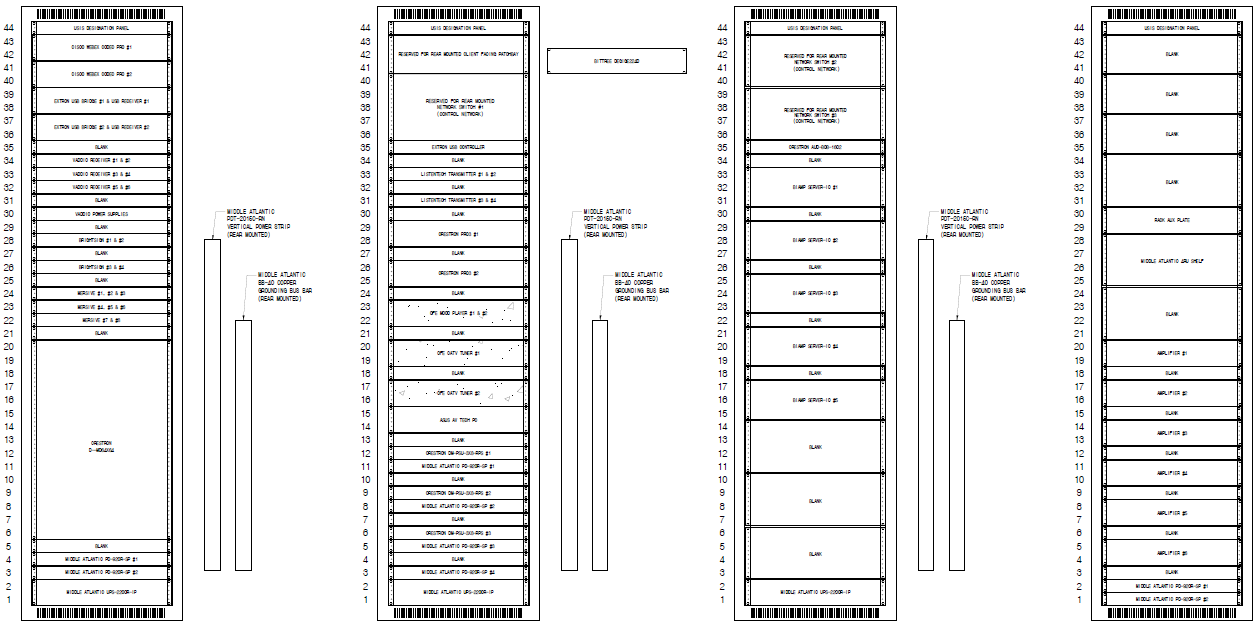 44
USIS DESIGNATION PANEL
43
CISCO WEBEX CODEC PRO #1
42
41
CISCO WEBEX CODEC PRO #2
40
39
EXTRON USB BRIDGE #1 & USB RECEIVER #1
38
37
EXTRON USB BRIDGE #2 & USB RECEIVER #2
36
35
BLANK
34
VADDIO RECEIVER #1 & #2
33
VADDIO RECEIVER #3 & #4
32
VADDIO RECEIVER #5 & #6
31
BLANK
30
VADDIO POWER SUPPLIES
29
BLANK
28
BRIGHTSIGN #1 & #2
27
BLANK
26
BRIGHTSIGN #3 & #4
25
BLANK
24
MERSIVE #1, #2 & #3
23
MERSIVE #4, #5 & #6
22
MERSIVE #7 & #8
21
BLANK
20
19
18
17
16
15
14
13
CRESTRON
12
11
10
9
8
7
6
5
BLANK
4
MIDDLE ATLANTIC PD-920R-SP #1
3
MIDDLE ATLANTIC PD-920R-SP #2
2
MIDDLE ATLANTIC UPS-2200R-IP
1
MIDDLE ATLANTIC
PDT-2015C-RN
VERTICAL POWER STRIP
(REAR MOUNTED)
MIDDLE ATLANTIC
BB-40 COPPER
GROUNDING BUS BAR
(REAR MOUNTED)
44
USIS DESIGNATION PANEL
43
42
RESERVED FOR REAR MOUNTED CLIENT FACING PATCHBAY
41
40
39
38
RESERVED FOR REAR MOUNTED
NETWORK SWITCH #1
(CONTROL NETWORK)
37
36
35
EXTRON USB CONTROLLER
34
BLANK
33
LISTENTECH TRANSMITTER #1 & #2
32
BLANK
31
LISTENTECH TRANSMITTER #3 & #4
30
BLANK
29
CRESTRON PRO3 #1
28
27
BLANK
26
CRESTRON PRO3 #2
25
24
BLANK
23
OFE MOOD PLAYER #1 & #2
22
21
BLANK
20
OFE CATV TUNER #1
19
18
BLANK
17
OFE CATV TUNER #2
16
15
ASUS AV TECH PC
14
13
BLANK
12
CRESTRON DM-PSU-3X8-RPS #1
11
MIDDLE ATLANTIC PD-920R-SP #1
10
BLANK
9
CRESTRON DM-PSU-3X8-RPS #2
8
MIDDLE ATLANTIC PD-920R-SP #2
7
BLANK
6
CRESTRON DM-PSU-3X8-RPS #3
5
MIDDLE ATLANTIC PD-920R-SP #3
4
BLANK
3
MIDDLE ATLANTIC PD-920R-SP #4
2
MIDDLE ATLANTIC UPS-2200R-IP
1
BITTREE
MIDDLE ATLANTIC
PDT-2015C-RN
VERTICAL POWER STRIP
(REAR MOUNTED)
MIDDLE ATLANTIC
BB-40 COPPER
GROUNDING BUS BAR
(REAR MOUNTED)
44
USIS DESIGNATION PANEL
43
42
RESERVED FOR REAR MOUNTED
NETWORK SWITCH #2
(CONTROL NETWORK)
41
40
39
38
RESERVED FOR REAR MOUNTED
NETWORK SWITCH #3
(CONTROL NETWORK)
37
36
35
CRESTRON
34
BLANK
33
32
BIAMP SERVER-IO #1
31
30
BLANK
29
28
BIAMP SERVER-IO #2
27
26
BLANK
25
24
BIAMP SERVER-IO #3
23
22
BLANK
21
20
BIAMP SERVER-IO #4
19
18
BLANK
17
16
BIAMP SERVER-IO #5
15
14
13
BLANK
12
11
10
9
BLANK
8
7
6
5
BLANK
4
3
2
MIDDLE ATLANTIC UPS-2200R-IP
1
MIDDLE ATLANTIC
PDT-2015C-RN
VERTICAL POWER STRIP
(REAR MOUNTED)
MIDDLE ATLANTIC
BB-40 COPPER
GROUNDING BUS BAR
(REAR MOUNTED)
44
USIS DESIGNATION PANEL
43
42
BLANK
41
40
39
BLANK
38
37
36
BLANK
35
34
33
32
BLANK
31
30
RACK AUX PLATE
29
28
27
26
MIDDLE ATLANTIC SHELF
25
24
23
22
BLANK
21
20
AMPLIFIER #1
19
18
BLANK
17
AMPLIFIER #2
16
15
BLANK
14
AMPLIFIER #3
13
12
BLANK
11
AMPLIFIER #4
10
9
BLANK
8
AMPLIFIER #5
7
6
BLANK
5
AMPLIFIER #6
4
3
BLANK
2
MIDDLE ATLANTIC PD-920R-SP #1
1
MIDDLE ATLANTIC PD-920R-SP #2